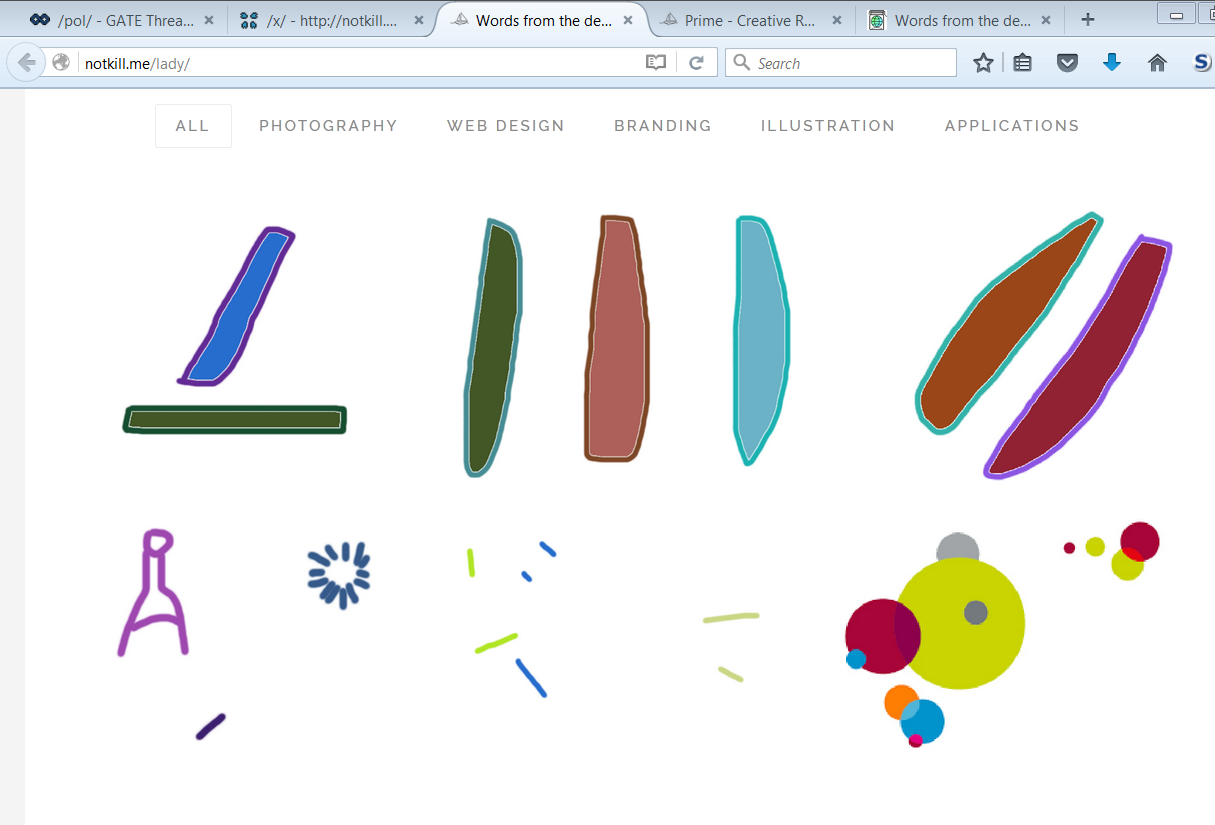 /pol/ - GATE Threa... /x/ - http://notkill.... Words from the de... Prime - Creative R... Words from the de...
notkill.me/lady/ Search S
ALL PHOTOGRAPHY WEB DESIGN BRANDING ILLUSTRATION APPLICATIONS